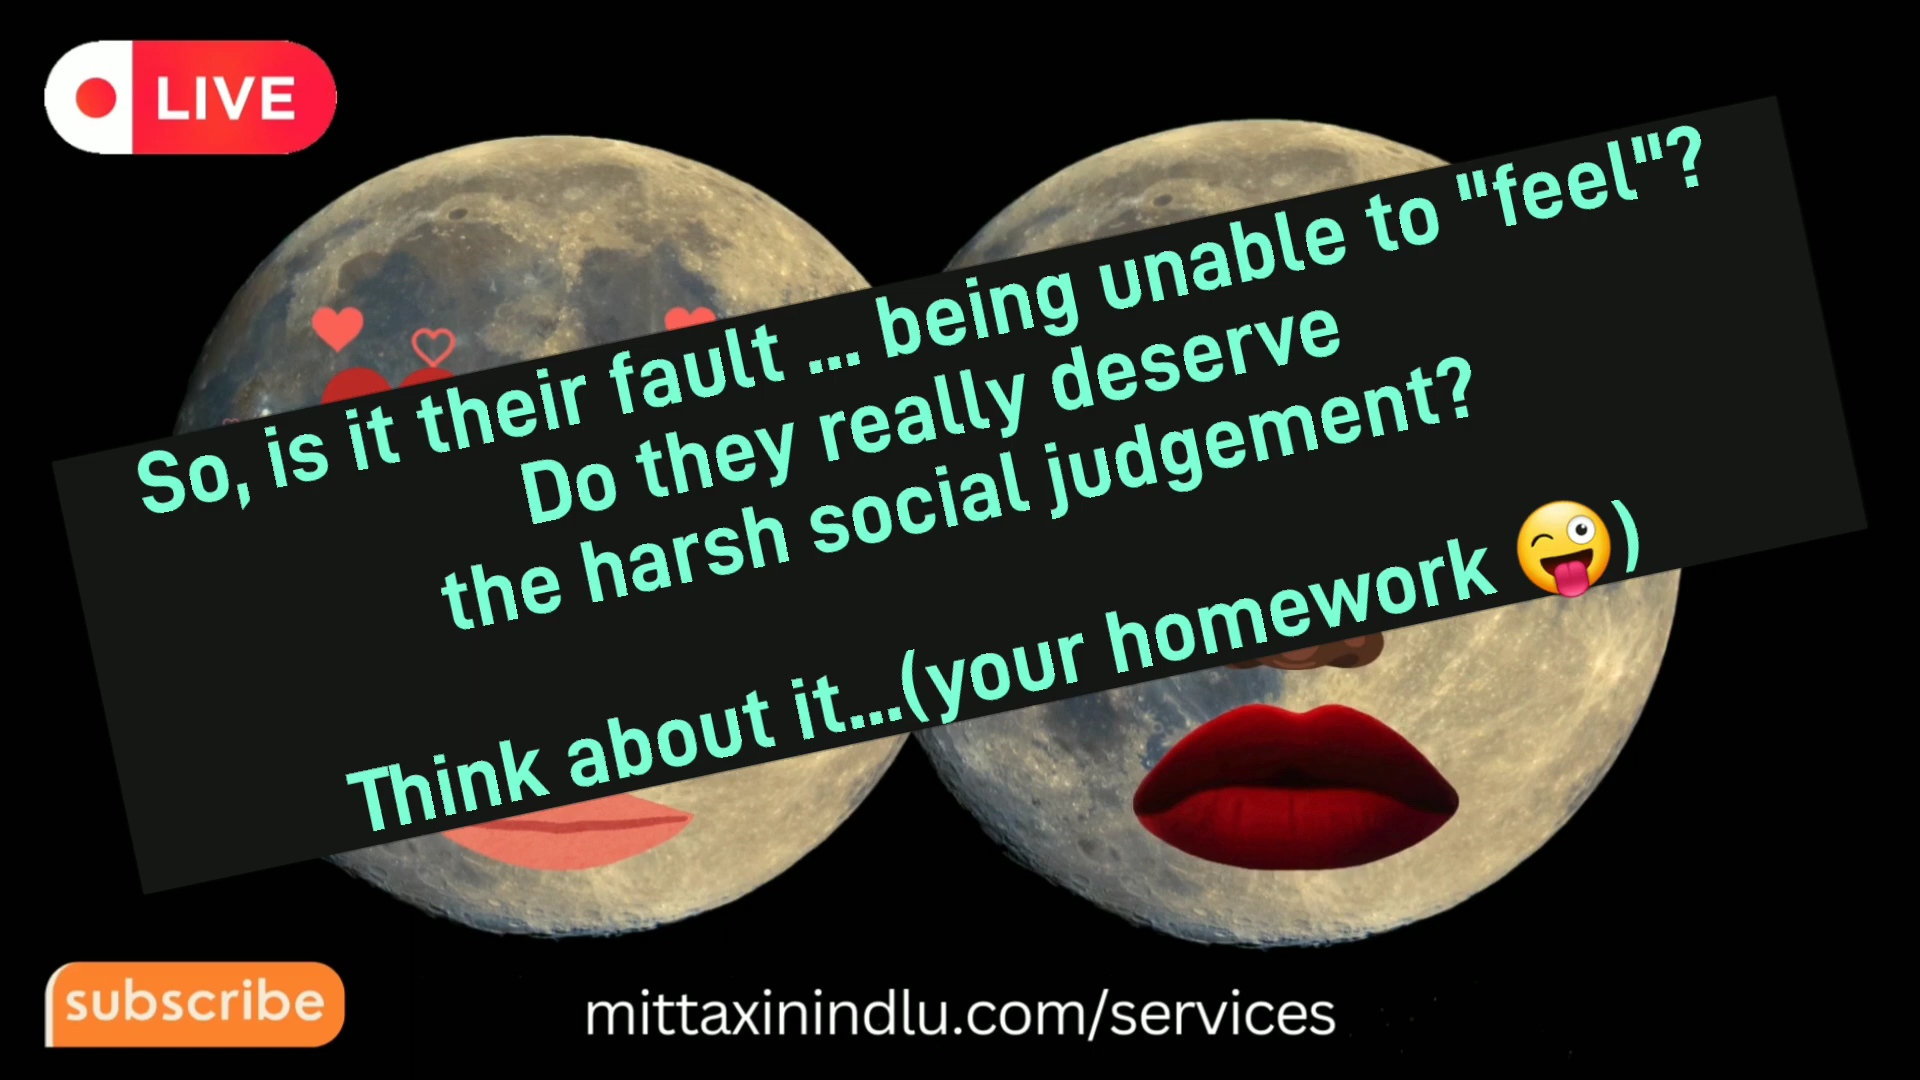 LIVE
So, is it their fault ... being unable to "feel"?
Do they really deserve
the harsh social judgement?
Think about it...(your homework 😜)
subscribe
mittaxinindlu.com/services